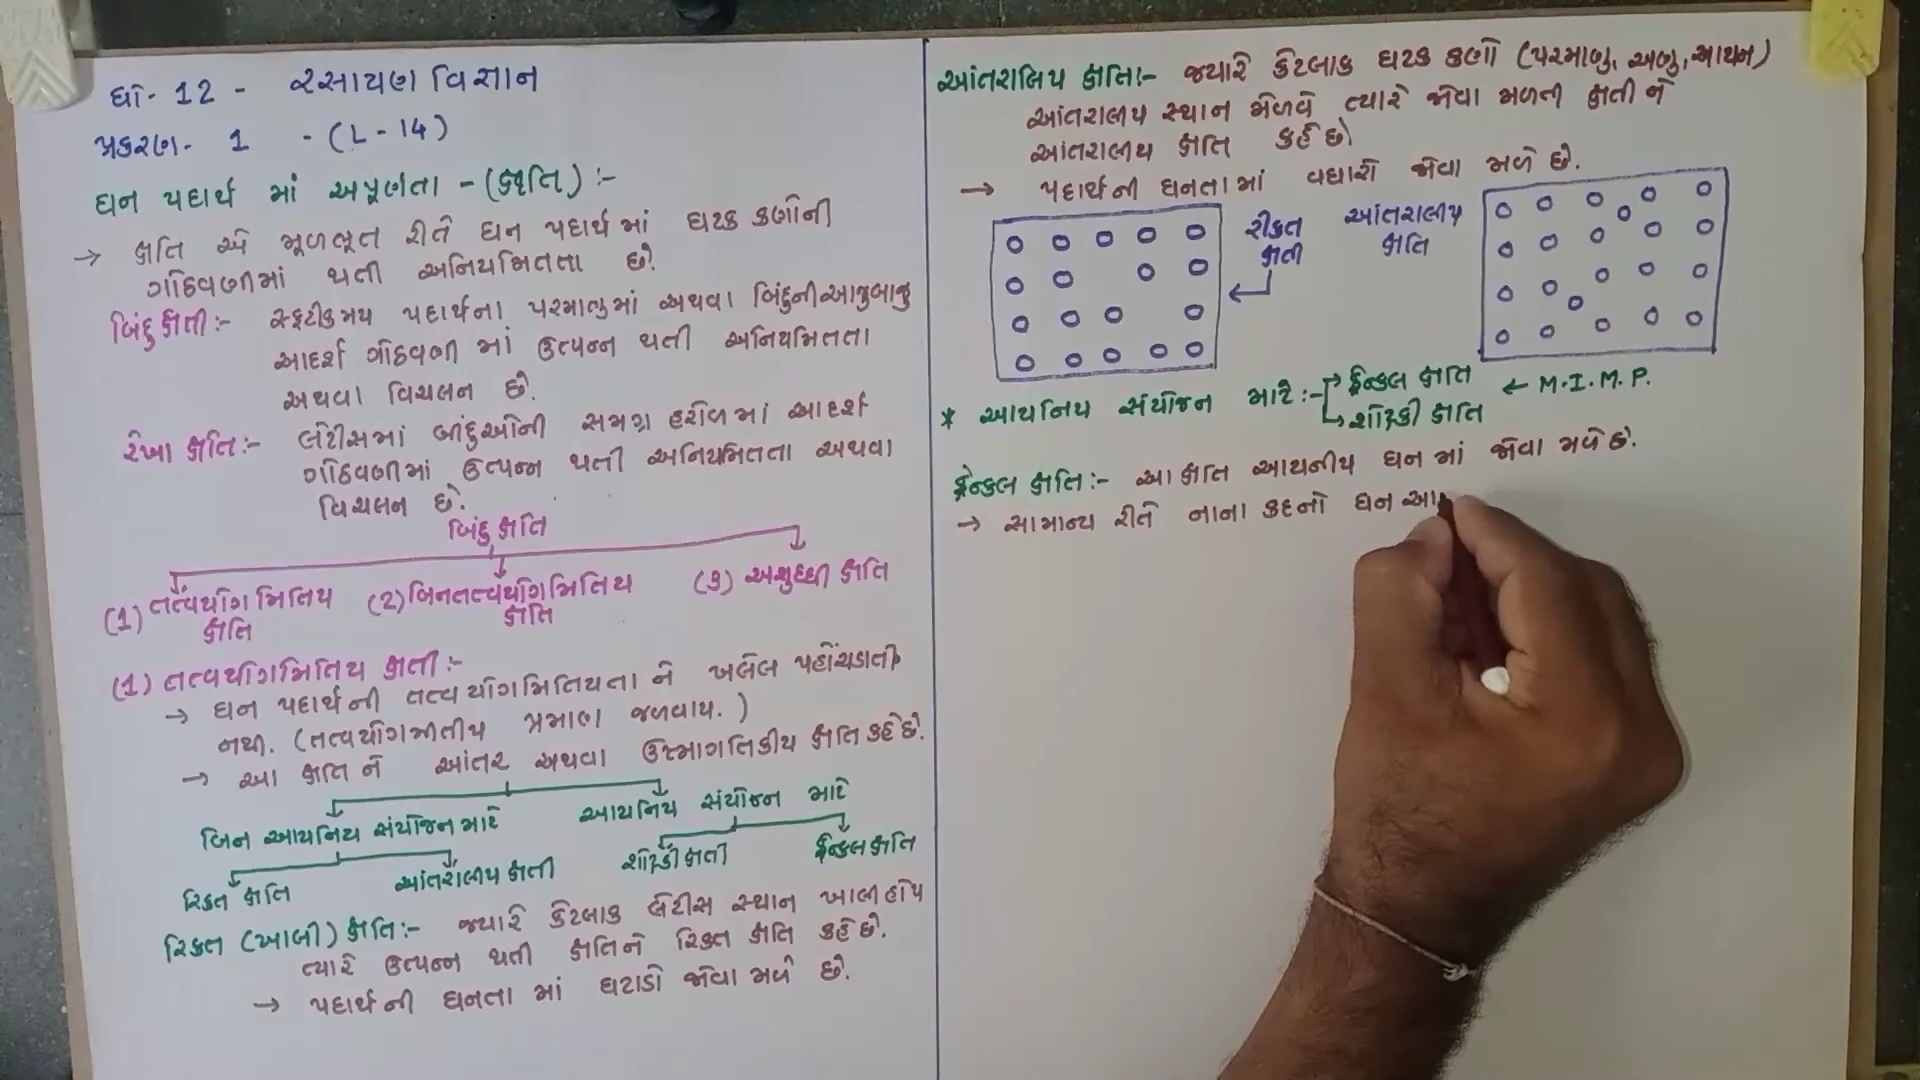 ધો- 12 - રસાયણ વિજ્ઞાન
પ્રકરણ- 1 - (L-14)
ઘન પદાર્થ માં અપૂર્ણતા - (ક્ષતિ) :-
→ ક્ષતિ એ મૂળભૂત રીતે ઘન પદાર્થમાં ઘટક કણોની
ગોઠવણીમાં થતી અનિયમિતતા છે.
બિંદુ ક્ષતી :- સ્ફટીકમય પદાર્થના પરમાણુમાં અથવા બિંદુની આજુબાજુ
આદર્શ ગોઠવણી માં ઉત્પન્ન થતી અનિયમિતતા
અથવા વિચલન છે.
રેખા ક્ષતિ :- લેટીસમાં બીંદુઓની સમગ્ર હરોળમાં આદર્શ
ગોઠવણીમાં ઉત્પન્ન થતી અનિયમિતતા અથવા
વિચલન છે.
બિંદુ ક્ષતિ
(1) તત્વયોગમિતિય ક્ષતિ (2) બિનતત્વયોગમિતિય ક્ષતિ (3) અશુધ્ધી ક્ષતિ
(1) તત્વયોગમિતિય ક્ષતી :-
→ ઘન પદાર્થની તત્વયોગમિતિયતા ને ખલેલ પહોંચડાતી
નથી. (તત્વયોગમીતીય પ્રમાણ જળવાય.)
→ આ ક્ષતિ ને આંતર અથવા ઉષ્માગતિકીય ક્ષતિ કહે છે.
બિન આયનિય સંયોજન માટે આયનિય સંયોજન માટે
રિક્ત ક્ષતિ આંતરાલીય ક્ષતી શોટ્કી ક્ષતી ફ્રેન્કલ ક્ષતિ
રિક્ત (ખાલી) ક્ષતિ :- જ્યારે કેટલાક લેટીસ સ્થાન ખાલી હોય
ત્યારે ઉત્પન્ન થતી ક્ષતિને રિક્ત ક્ષતિ કહે છે.
→ પદાર્થ ની ઘનતા માં ઘટાડો જોવા મળે છે.
આંતરાલિય ક્ષતિ :- જ્યારે કેટલાક ઘટક કણો (પરમાણુ, અણુ, આયન)
આંતરાલીય સ્થાન મેળવે ત્યારે જોવા મળતી ક્ષતી ને
આંતરાલીય ક્ષતિ કહે છે.
→ પદાર્થ ની ઘનતા માં વધારો જોવા મળે છે.
રીક્ત ક્ષતી
આંતરાલીય ક્ષતિ
* આયનિય સંયોજન માટે :- → ફ્રેન્કલ ક્ષતિ ← M.I.M.P.
→ શોટ્કી ક્ષતિ
ફ્રેન્કલ ક્ષતિ :- આ ક્ષતિ આયનીય ઘન માં જોવા મળે છે.
→ સામાન્ય રીતે નાના કદનો ઘન આ